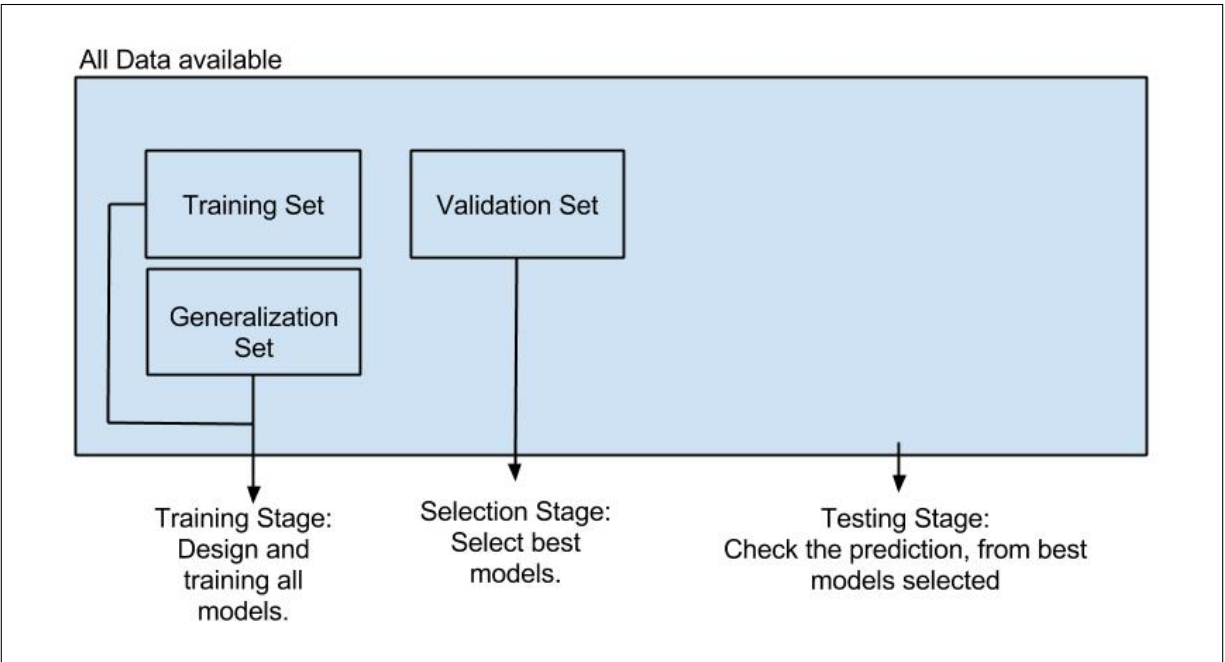 All Data available
Training Set
Validation Set
Generalization
Set
Training Stage:
Design and
training all
models.
Selection Stage:
Select best
models.
Testing Stage:
Check the prediction, from best
models selected